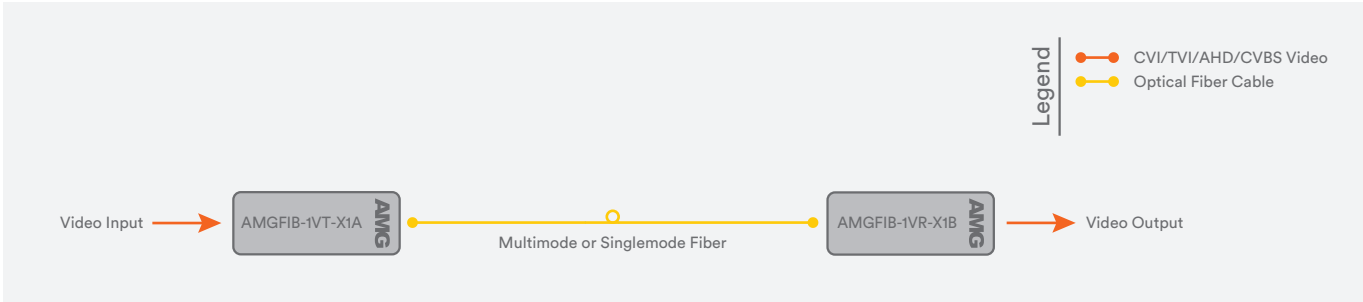 Legend
CVI/TVI/AHD/CVBS Video
Optical Fiber Cable
Video Input
AMGFIB-1VT-X1A
AMG
Multimode or Singlemode Fiber
AMGFIB-1VR-X1B
AMG
Video Output